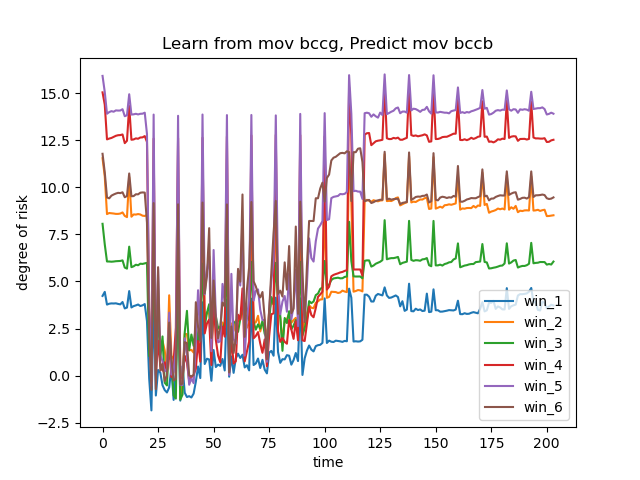 Learn from mov bccg, Predict mov bccb
degree of risk
15.0
12.5
10.0
7.5
5.0
2.5
0.0
−2.5
0 25 50 75 100 125 150 175 200
time
win_1
win_2
win_3
win_4
win_5
win_6